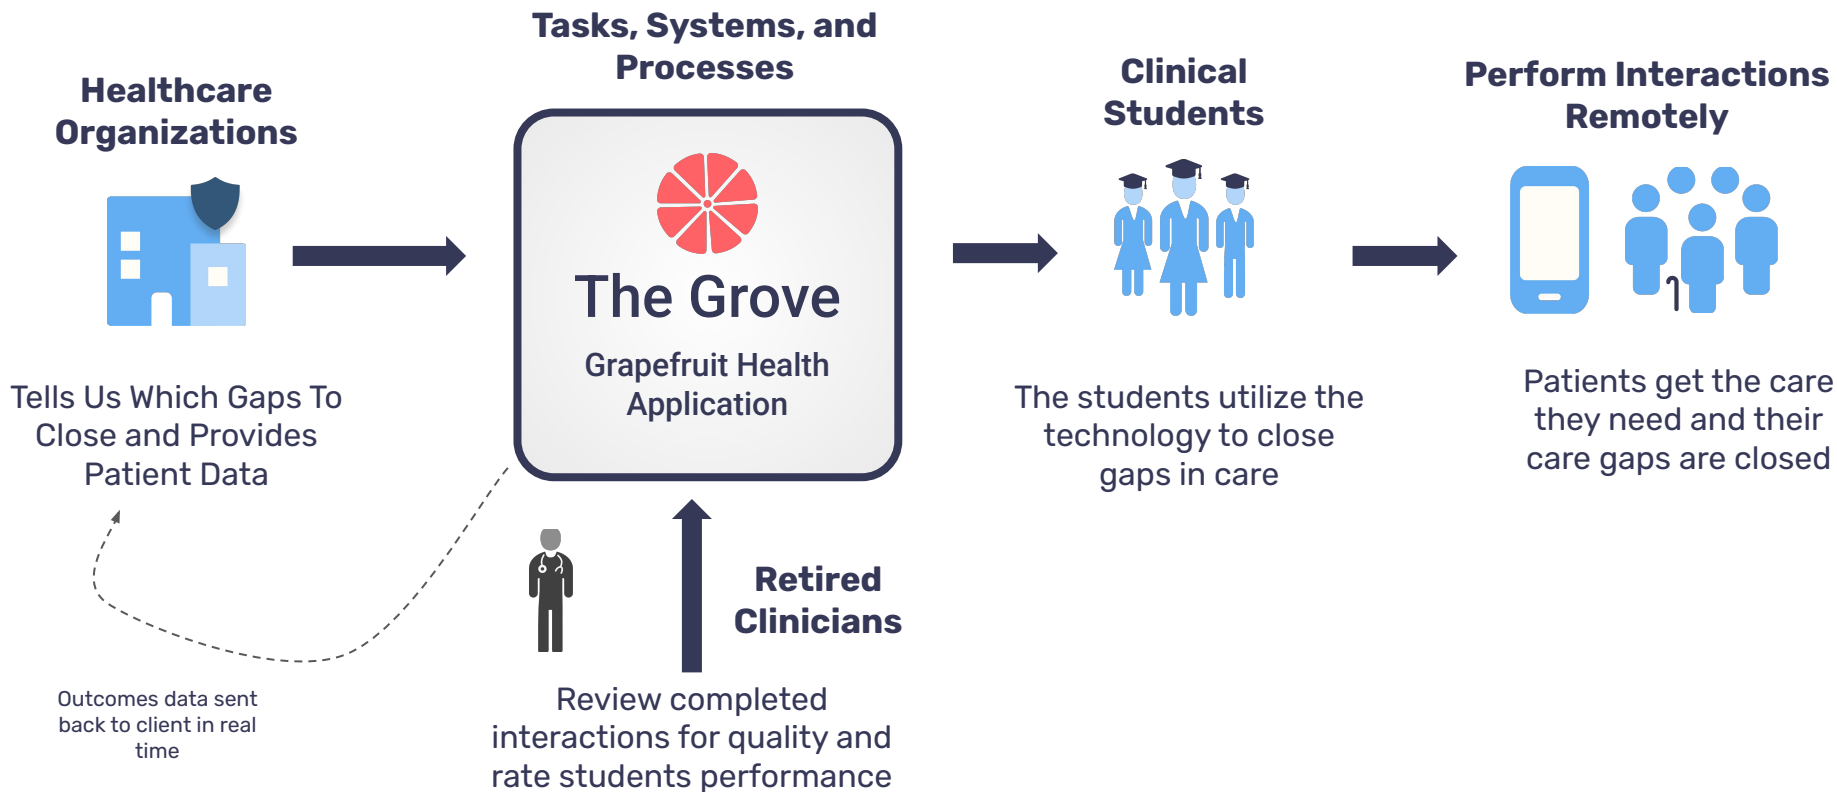 Healthcare
Organizations
Tells Us Which Gaps To
Close and Provides
Patient Data
Outcomes data sent
back to client in real
time
Tasks, Systems, and
Processes
The Grove
Grapefruit Health
Application
Retired
Clinicians
Review completed
interactions for quality and
rate students performance
Clinical
Students
The students utilize the
technology to close
gaps in care
Perform Interactions
Remotely
Patients get the care
they need and their
care gaps are closed